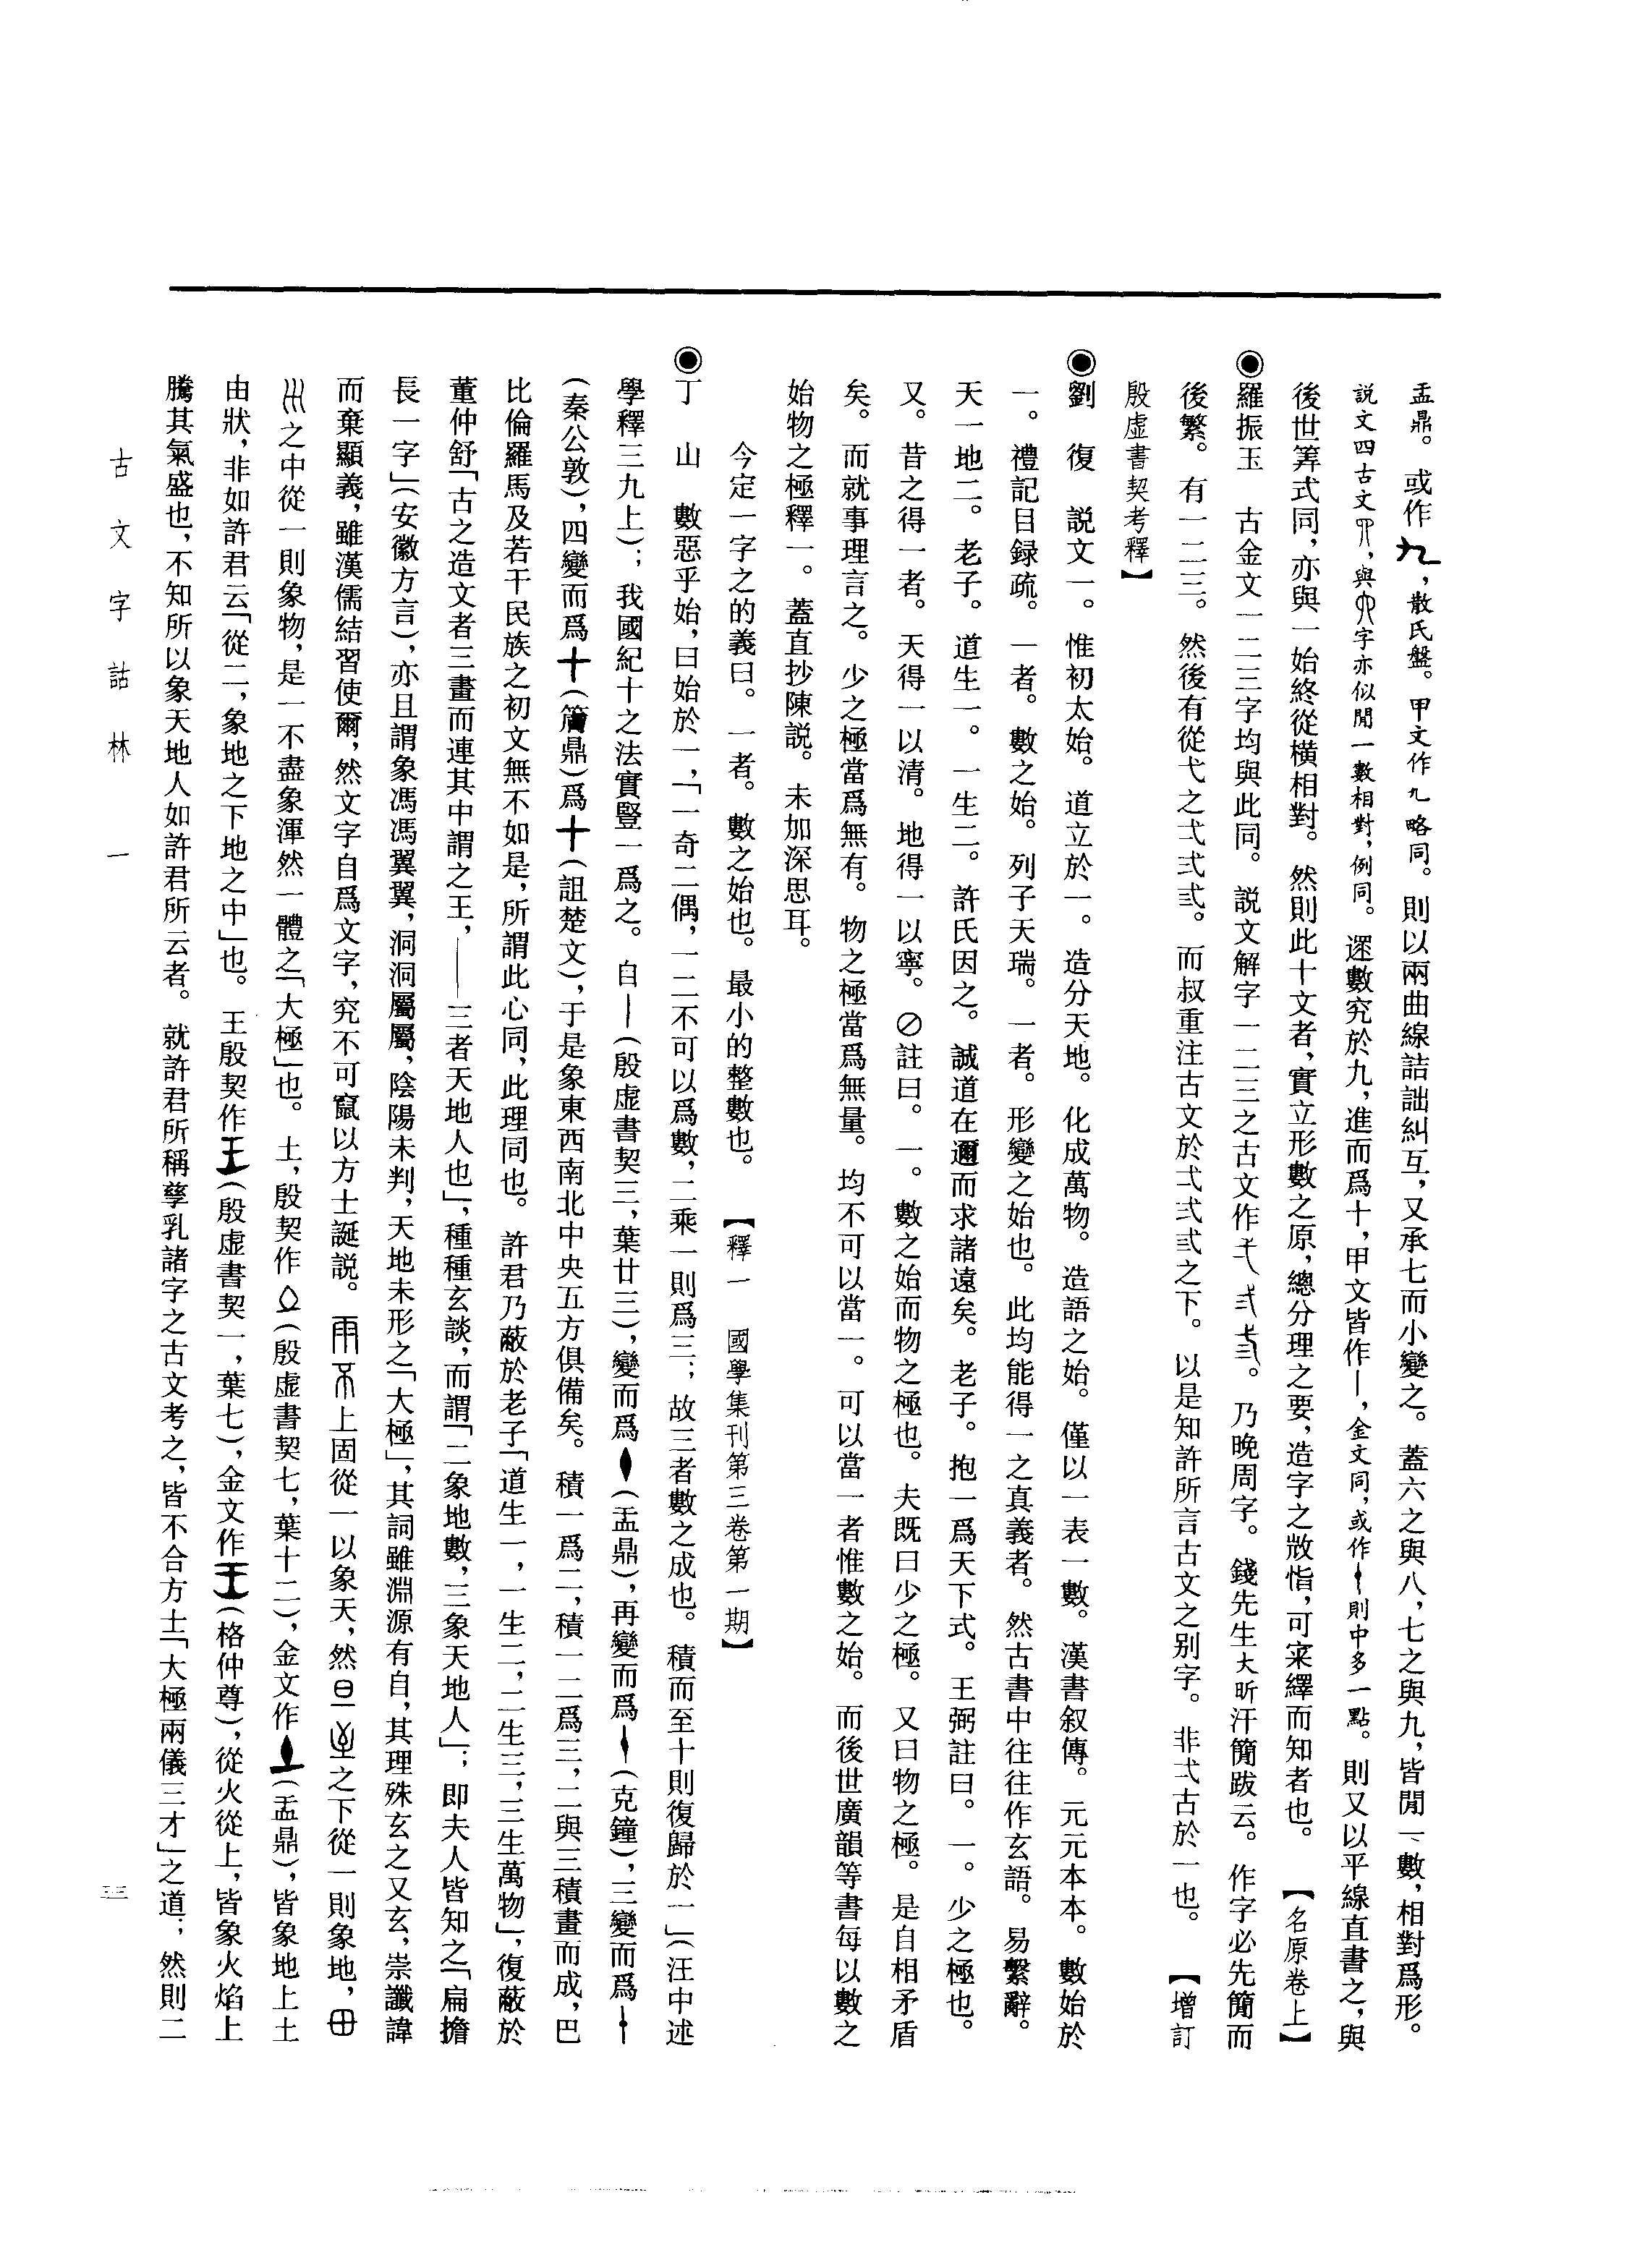 盂鼎。或作，散氏盤。甲文作九略同。則以兩曲線詰詘糾互，又承七而小變之。蓋六之與八，七之與九，皆閒一數，相對爲形。
說文四古文，與字亦似閒一數相對，例同。遝數究於九，進而爲十，甲文皆作丨，金文同，或作則中多一點。則又以平線直書之，與
後世筭式同，亦與一始終從橫相對。然則此十文者，實立形數之原，總分理之要，造字之恉，可寀繹而知者也。【名原卷上】
◉羅振玉　古金文一二三字均與此同。說文解字一二三之古文作弌弍弎。乃晚周字。錢先生大昕汗簡跋云。作字必先簡而
後繁。有一二三。然後有從弋之弌弍弎。而叔重注古文於弌弍弎之下。以是知許所言古文之别字。非弌古於一也。【增訂
殷虛書契考釋】
◉劉　復　說文一。惟初太始。道立於一。造分天地。化成萬物。造語之始。僅以一表一數。漢書叙傳。元元本本。數始於
一。禮記目録疏。一者。數之始。列子天瑞。一者。形變之始也。此均能得一之真義者。然古書中往往作玄語。易繫辭。
天一地二。老子。道生一。一生二。許氏因之。誠道在邇而求諸遠矣。老子。抱一爲天下式。王弼註曰。一。少之極也。
又。昔之得一者。天得一以清。地得一以寧。〇註曰。一。數之始而物之極也。夫既曰少之極。又曰物之極。是自相矛盾
矣。而就事理言之。少之極當爲無有。物之極當爲無量。均不可以當一。可以當一者惟數之始。而後世廣韻等書每以數之
始物之極釋一。蓋直抄陳説。未加深思耳。
今定一字之的義曰。一者。數之始也。最小的整數也。【釋一　國學集刊第三卷第一期】
◉丁　山　數惡乎始，曰始於一，「一奇二偶，一二不可以爲數，二乘一則爲三；故三者數之成也。積而至十則復歸於一」（汪中述
學釋三九上）；我國紀十之法實豎一爲之。自丨（殷虛書契三，葉廿三），變而爲（盂鼎），再變而爲（克鐘），三變而爲
（秦公敦），四變而爲十（鼎）爲十（詛楚文），于是象東西南北中央五方俱備矣。積一爲二，積一二爲三，二與三積畫而成，巴
比倫羅馬及若干民族之初文無不如是，所謂此心同，此理同也。許君乃蔽於老子「道生一，一生二，二生三，三生萬物」，復蔽於
董仲舒「古之造文者三畫而連其中謂之王，——三者天地人也」，種種玄談，而謂「二象地數，三象天地人」；即夫人皆知之「扁擔
長一字」（安徽方言），亦且謂象馮馮翼翼，洞洞屬屬，陰陽未判，天地未形之「大極」，其詞雖淵源有自，其理殊玄之又玄，崇讖諱
而棄顯義，雖漢儒結習使爾，然文字自爲文字，究不可竄以方士誕説。上固從一以象天，然之下從一則象地，
之中從一則象物，是一不盡象渾然一體之「大極」也。土，殷契作（殷虛書契七，葉十二），金文作（盂鼎），皆象地上土
由狀，非如許君云「從二，象地之下地之中」也。王殷契作（殷虛書契一，葉七），金文作（格仲尊），從火從上，皆象火焰上
騰其氣盛也，不知所以象天地人如許君所云者。就許君所稱孳乳諸字之古文考之，皆不合方士「大極兩儀三才」之道；然則二
古文字詁林　一
三三